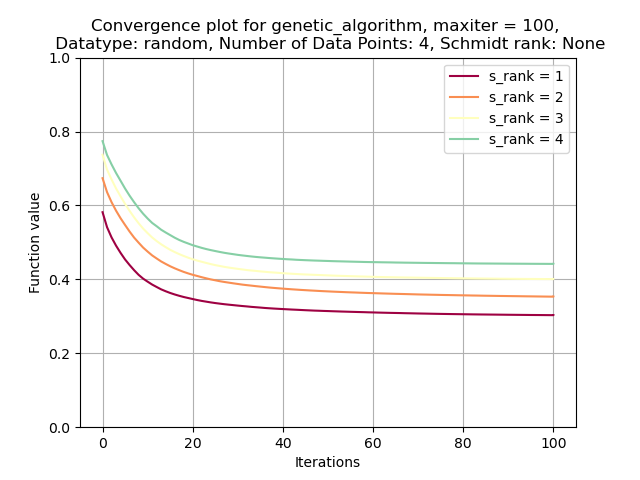 Convergence plot for genetic_algorithm, maxiter = 100,
Datatype: random, Number of Data Points: 4, Schmidt rank: None
1.0
0.8
0.6
0.4
0.2
0.0
Function value
s_rank = 1
s_rank = 2
s_rank = 3
s_rank = 4
0 20 40 60 80 100
Iterations